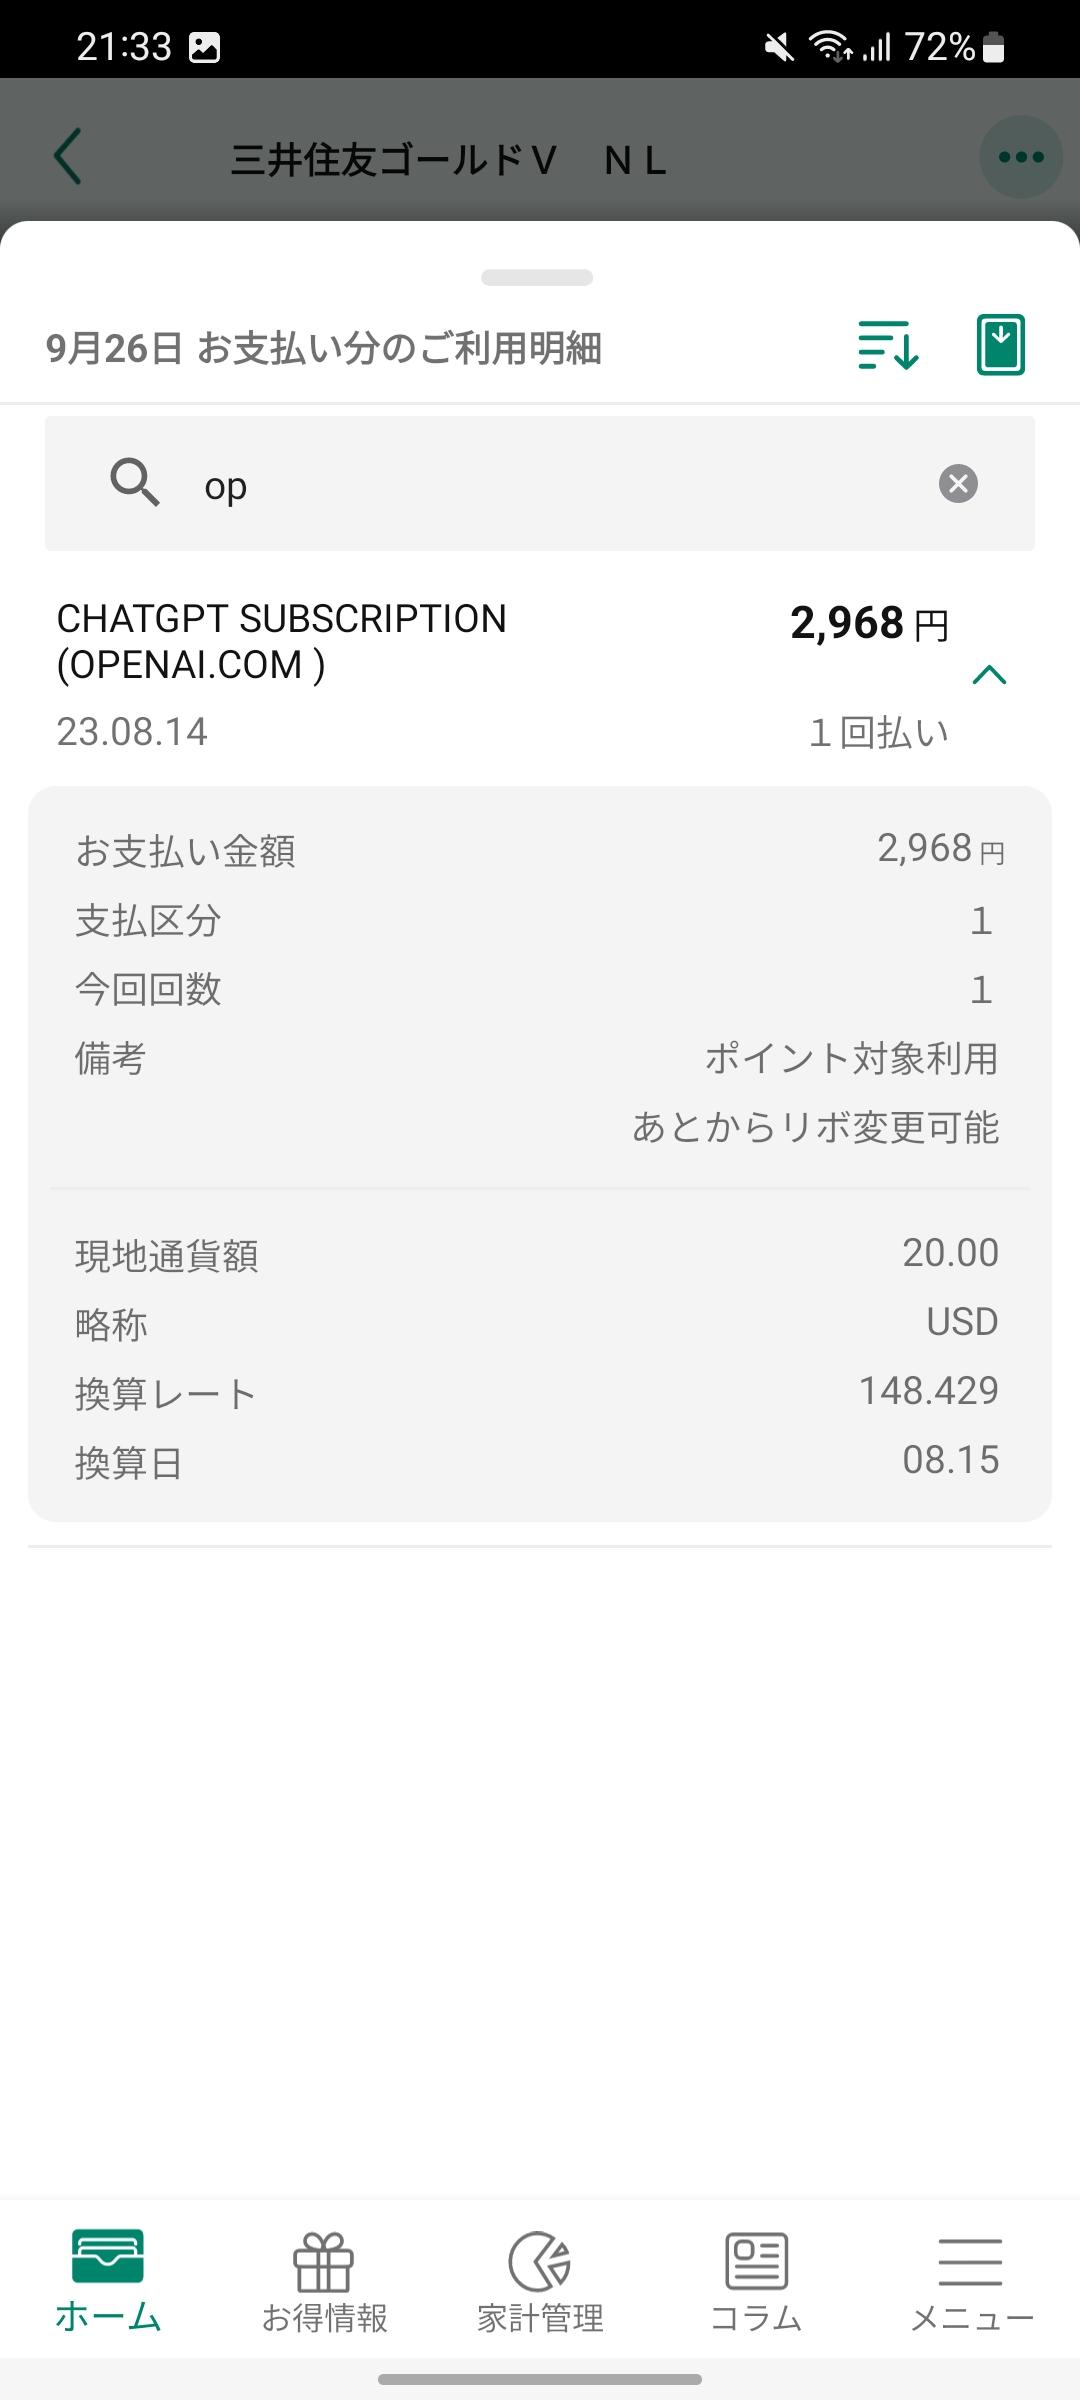 21:33
72%
三井住友ゴールドＶ　ＮＬ
9月26日 お支払い分のご利用明細
op
CHATGPT SUBSCRIPTION 2,968 円
(OPENAI.COM )
23.08.14 １回払い
お支払い金額 2,968 円
支払区分 １
今回回数 １
備考 ポイント対象利用
あとからリボ変更可能
現地通貨額 20.00
略称 USD
換算レート 148.429
換算日 08.15
ホーム お得情報 家計管理 コラム メニュー